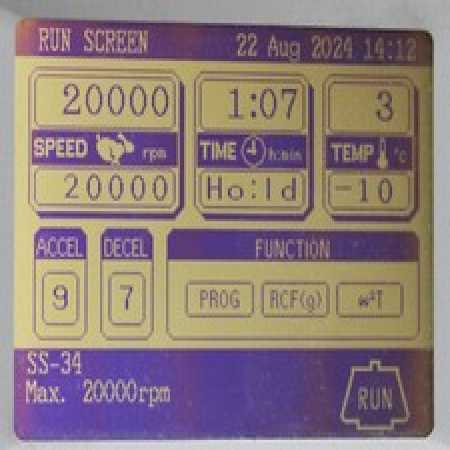 RUN SCREEN 22 Aug 2024 14:12
20000 1:07 3
SPEED rpm TIME h:min TEMP °c
20000 Ho:ld -10
ACCEL DECEL FUNCTION
9 7 PROG RCF(g) ω²T
SS-34
Max. 20000rpm
RUN